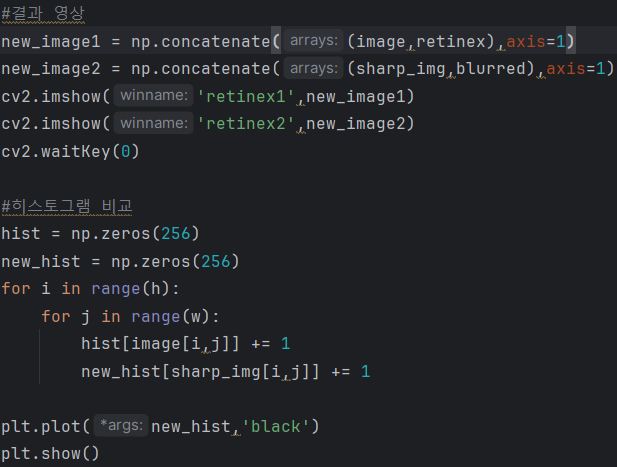 #결과 영상
new_image1 = np.concatenate( arrays: (image,retinex),axis=1)
new_image2 = np.concatenate( arrays: (sharp_img,blurred),axis=1)
cv2.imshow( winname: 'retinex1',new_image1)
cv2.imshow( winname: 'retinex2',new_image2)
cv2.waitKey(0)
#히스토그램 비교
hist = np.zeros(256)
new_hist = np.zeros(256)
for i in range(h):
    for j in range(w):
        hist[image[i,j]] += 1
        new_hist[sharp_img[i,j]] += 1
plt.plot( *args: new_hist,'black')
plt.show()